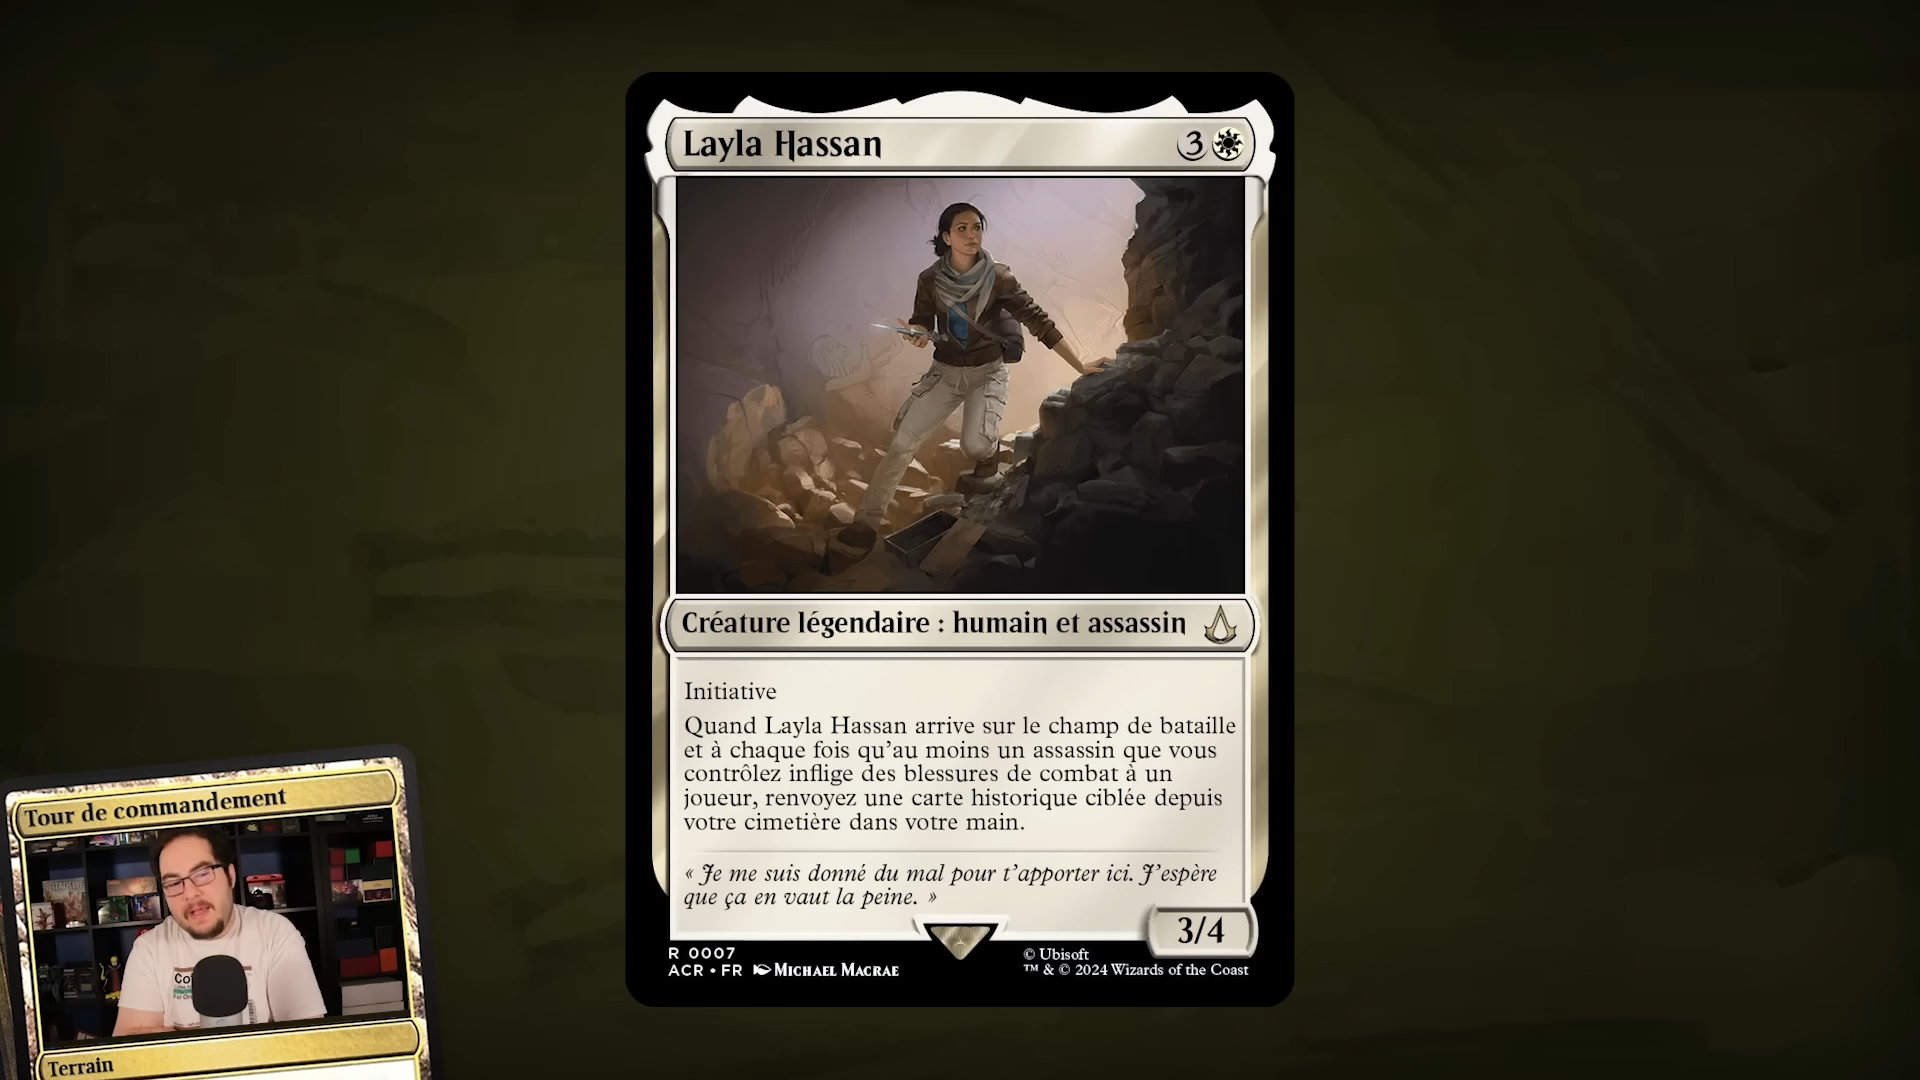 Layla Hassan
3
Créature légendaire : humain et assassin
Initiative
Quand Layla Hassan arrive sur le champ de bataille
et à chaque fois qu'au moins un assassin que vous
contrôlez inflige des blessures de combat à un
joueur, renvoyez une carte historique ciblée depuis
votre cimetière dans votre main.
« Je me suis donné du mal pour t'apporter ici. J'espère
que ça en vaut la peine. »
3/4
R 0007
ACR • FR Michael Macrae
© Ubisoft
™ & © 2024 Wizards of the Coast
Tour de commandement
CITADELLE
Terrain